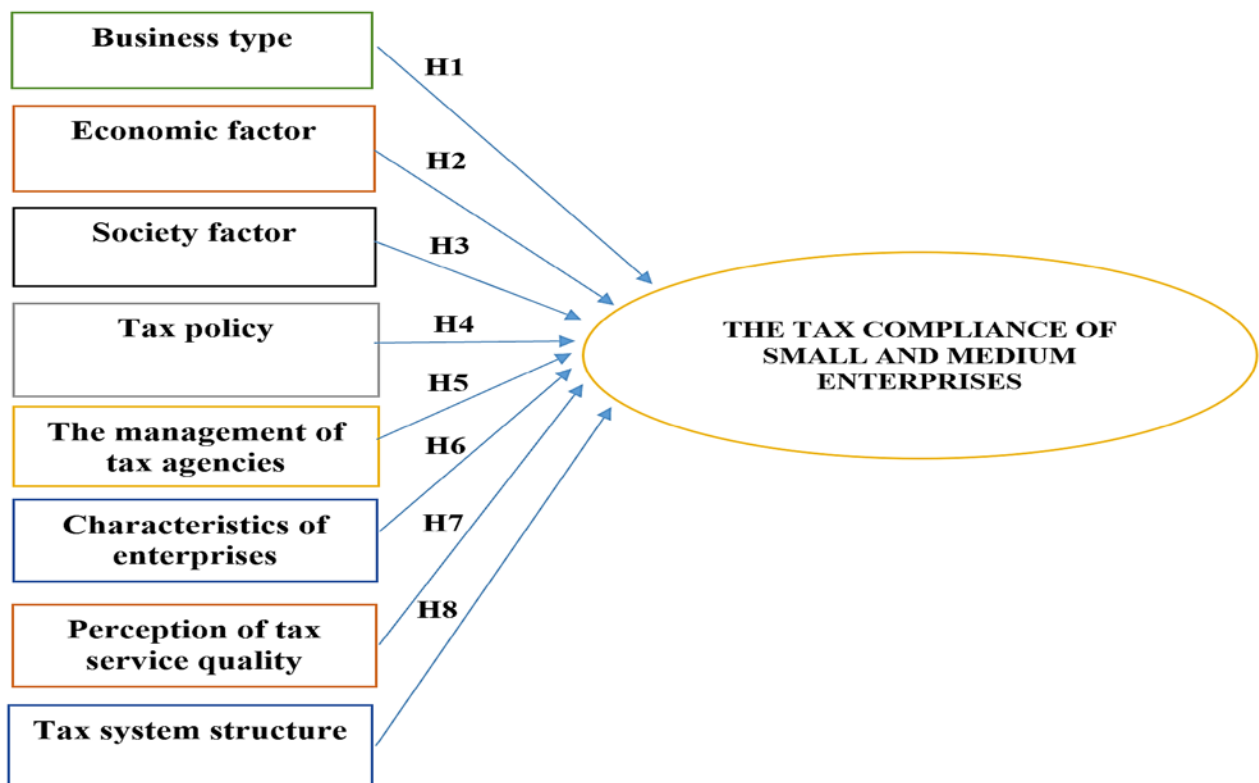 Business type
H1
Economic factor
H2
Society factor
H3
Tax policy
H4
The management of
tax agencies
H5
Characteristics of
enterprises
H6
Perception of tax
service quality
H7
Tax system structure
H8
THE TAX COMPLIANCE OF
SMALL AND MEDIUM
ENTERPRISES